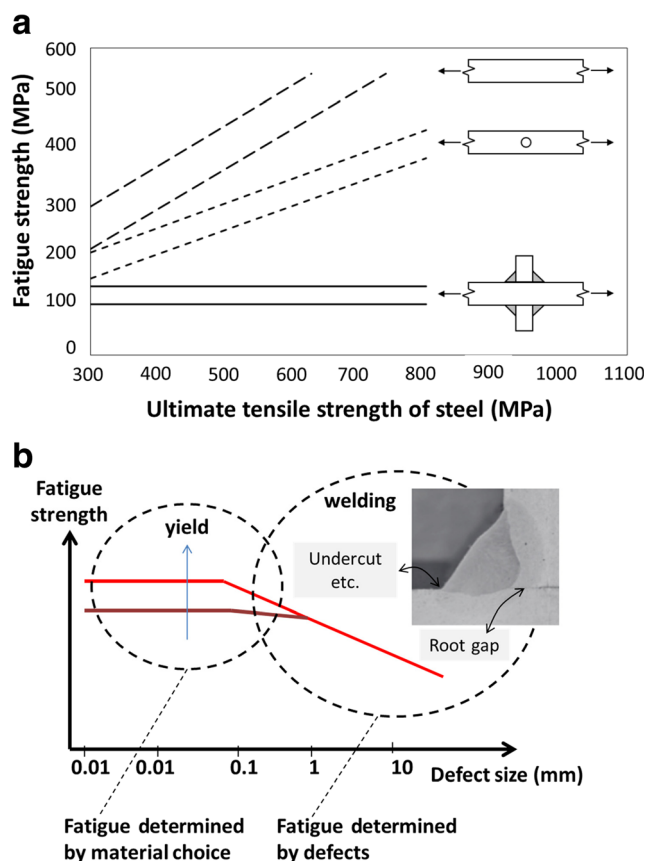 a
600
500
400
300
200
100
0
Fatigue strength (MPa)
300
400
500
600
700
800
900
1000
1100
Ultimate tensile strength of steel (MPa)
b
Fatigue
strength
yield
welding
Undercut
etc.
Root gap
0.01
0.01
0.1
1
10
Defect size (mm)
Fatigue determined
by material choice
Fatigue determined
by defects